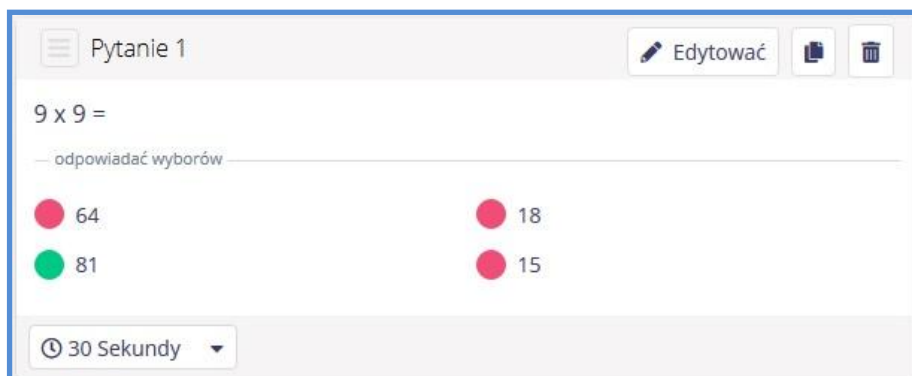 Pytanie 1
Edytować
9 x 9 =
odpowiadać wyborów
64
18
81
15
30 Sekundy